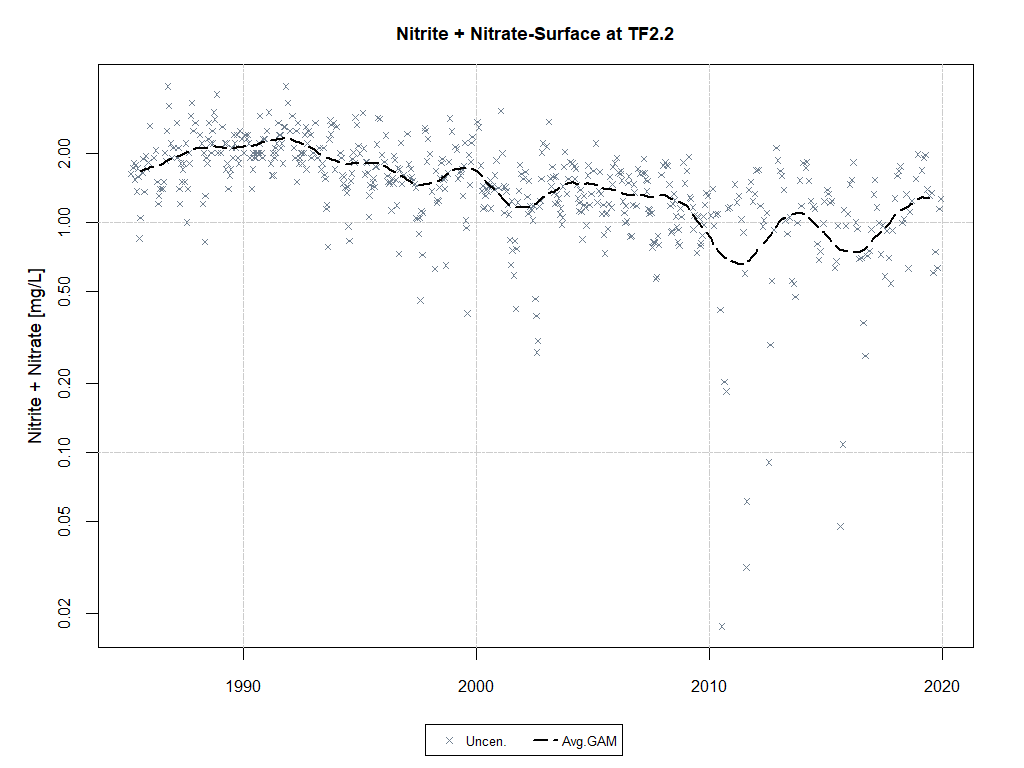 Nitrite + Nitrate-Surface at TF2.2
Nitrite + Nitrate [mg/L]
2.00
1.00
0.50
0.20
0.10
0.05
0.02
1990
2000
2010
2020
Uncen.
Avg.GAM